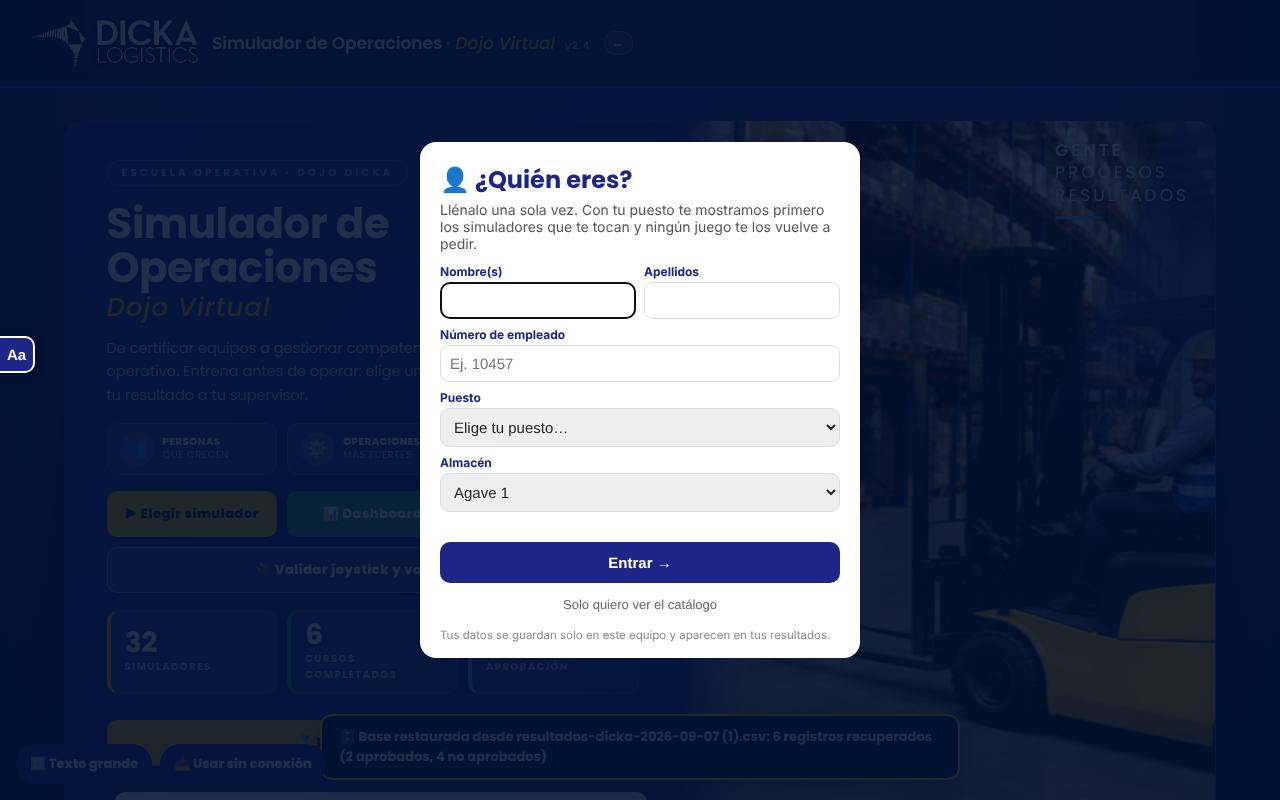 DICKA
LOGISTICS
Simulador de Operaciones · Dojo Virtual v2.4
GENTE
PROCESOS
RESULTADOS
ESCUELA OPERATIVA · DOJO DICKA
Simulador de
Operaciones
Dojo Virtual
De certificar equipos a gestionar
operativo. Entrena antes de operar: elige
tu resultado a tu supervisor.
PERSONAS
QUE CRECEN
OPERACIONES
MÁS FUERTES
▶ Elegir simulador
📊 Dashboard
Validar joystick y
32
SIMULADORES
6
CURSOS
COMPLETADOS
APROBACIÓN
👤 ¿Quién eres?
Llénalo una sola vez. Con tu puesto te mostramos primero
los simuladores que te tocan y ningún juego te los vuelve a
pedir.
Nombre(s)
Apellidos
Número de empleado
Ej. 10457
Puesto
Elige tu puesto…
Almacén
Agave 1
Entrar →
Solo quiero ver el catálogo
Tus datos se guardan solo en este equipo y aparecen en tus resultados.
Aa
Base restaurada desde resultados-dicka-2026-09-07 (1).csv: 6 registros recuperados
(2 aprobados, 4 no aprobados)
Texto grande
Usar sin conexión